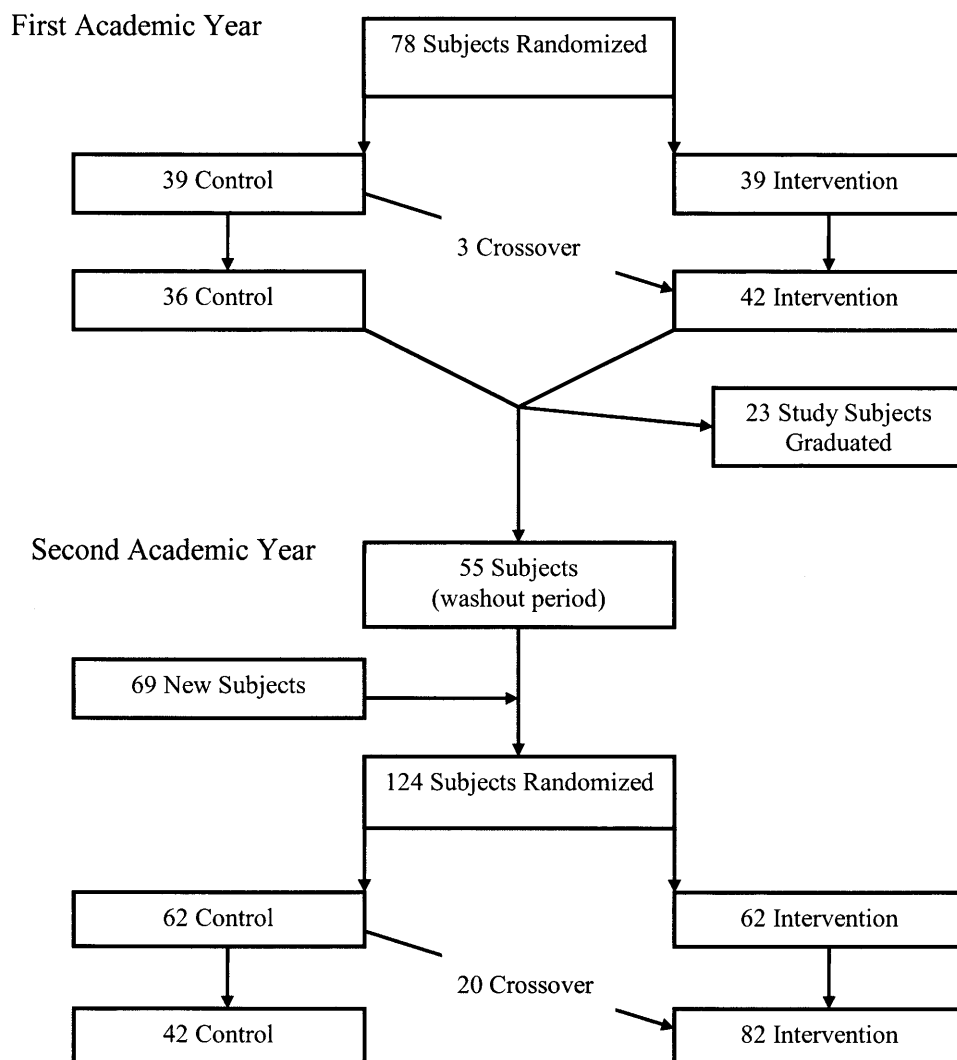 First Academic Year
78 Subjects Randomized
39 Control
39 Intervention
3 Crossover
36 Control
42 Intervention
23 Study Subjects
Graduated
Second Academic Year
55 Subjects
(washout period)
69 New Subjects
124 Subjects Randomized
62 Control
62 Intervention
20 Crossover
42 Control
82 Intervention